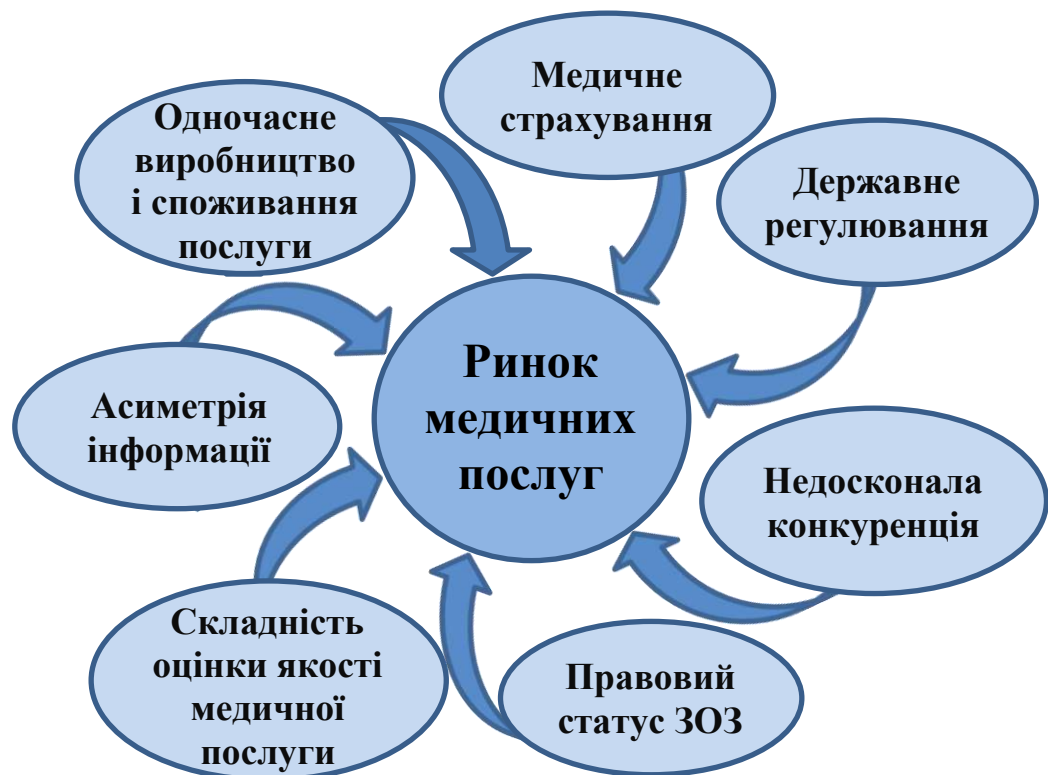 Медичне
страхування
Одночасне
виробництво
і споживання
послуги
Державне
регулювання
Ринок
медичних
послуг
Асиметрія
інформації
Недосконала
конкуренція
Складність
оцінки якості
медичної
послуги
Правовий
статус ЗОЗ